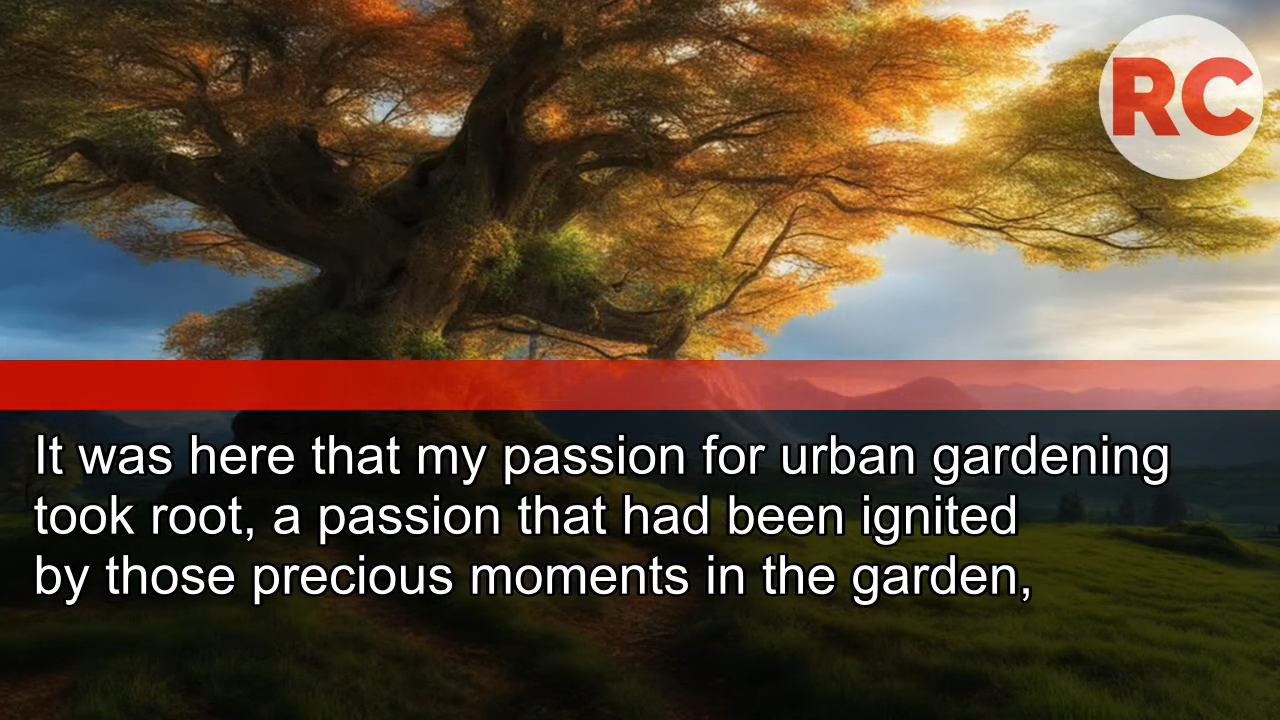 RC
It was here that my passion for urban gardening
took root, a passion that had been ignited
by those precious moments in the garden,